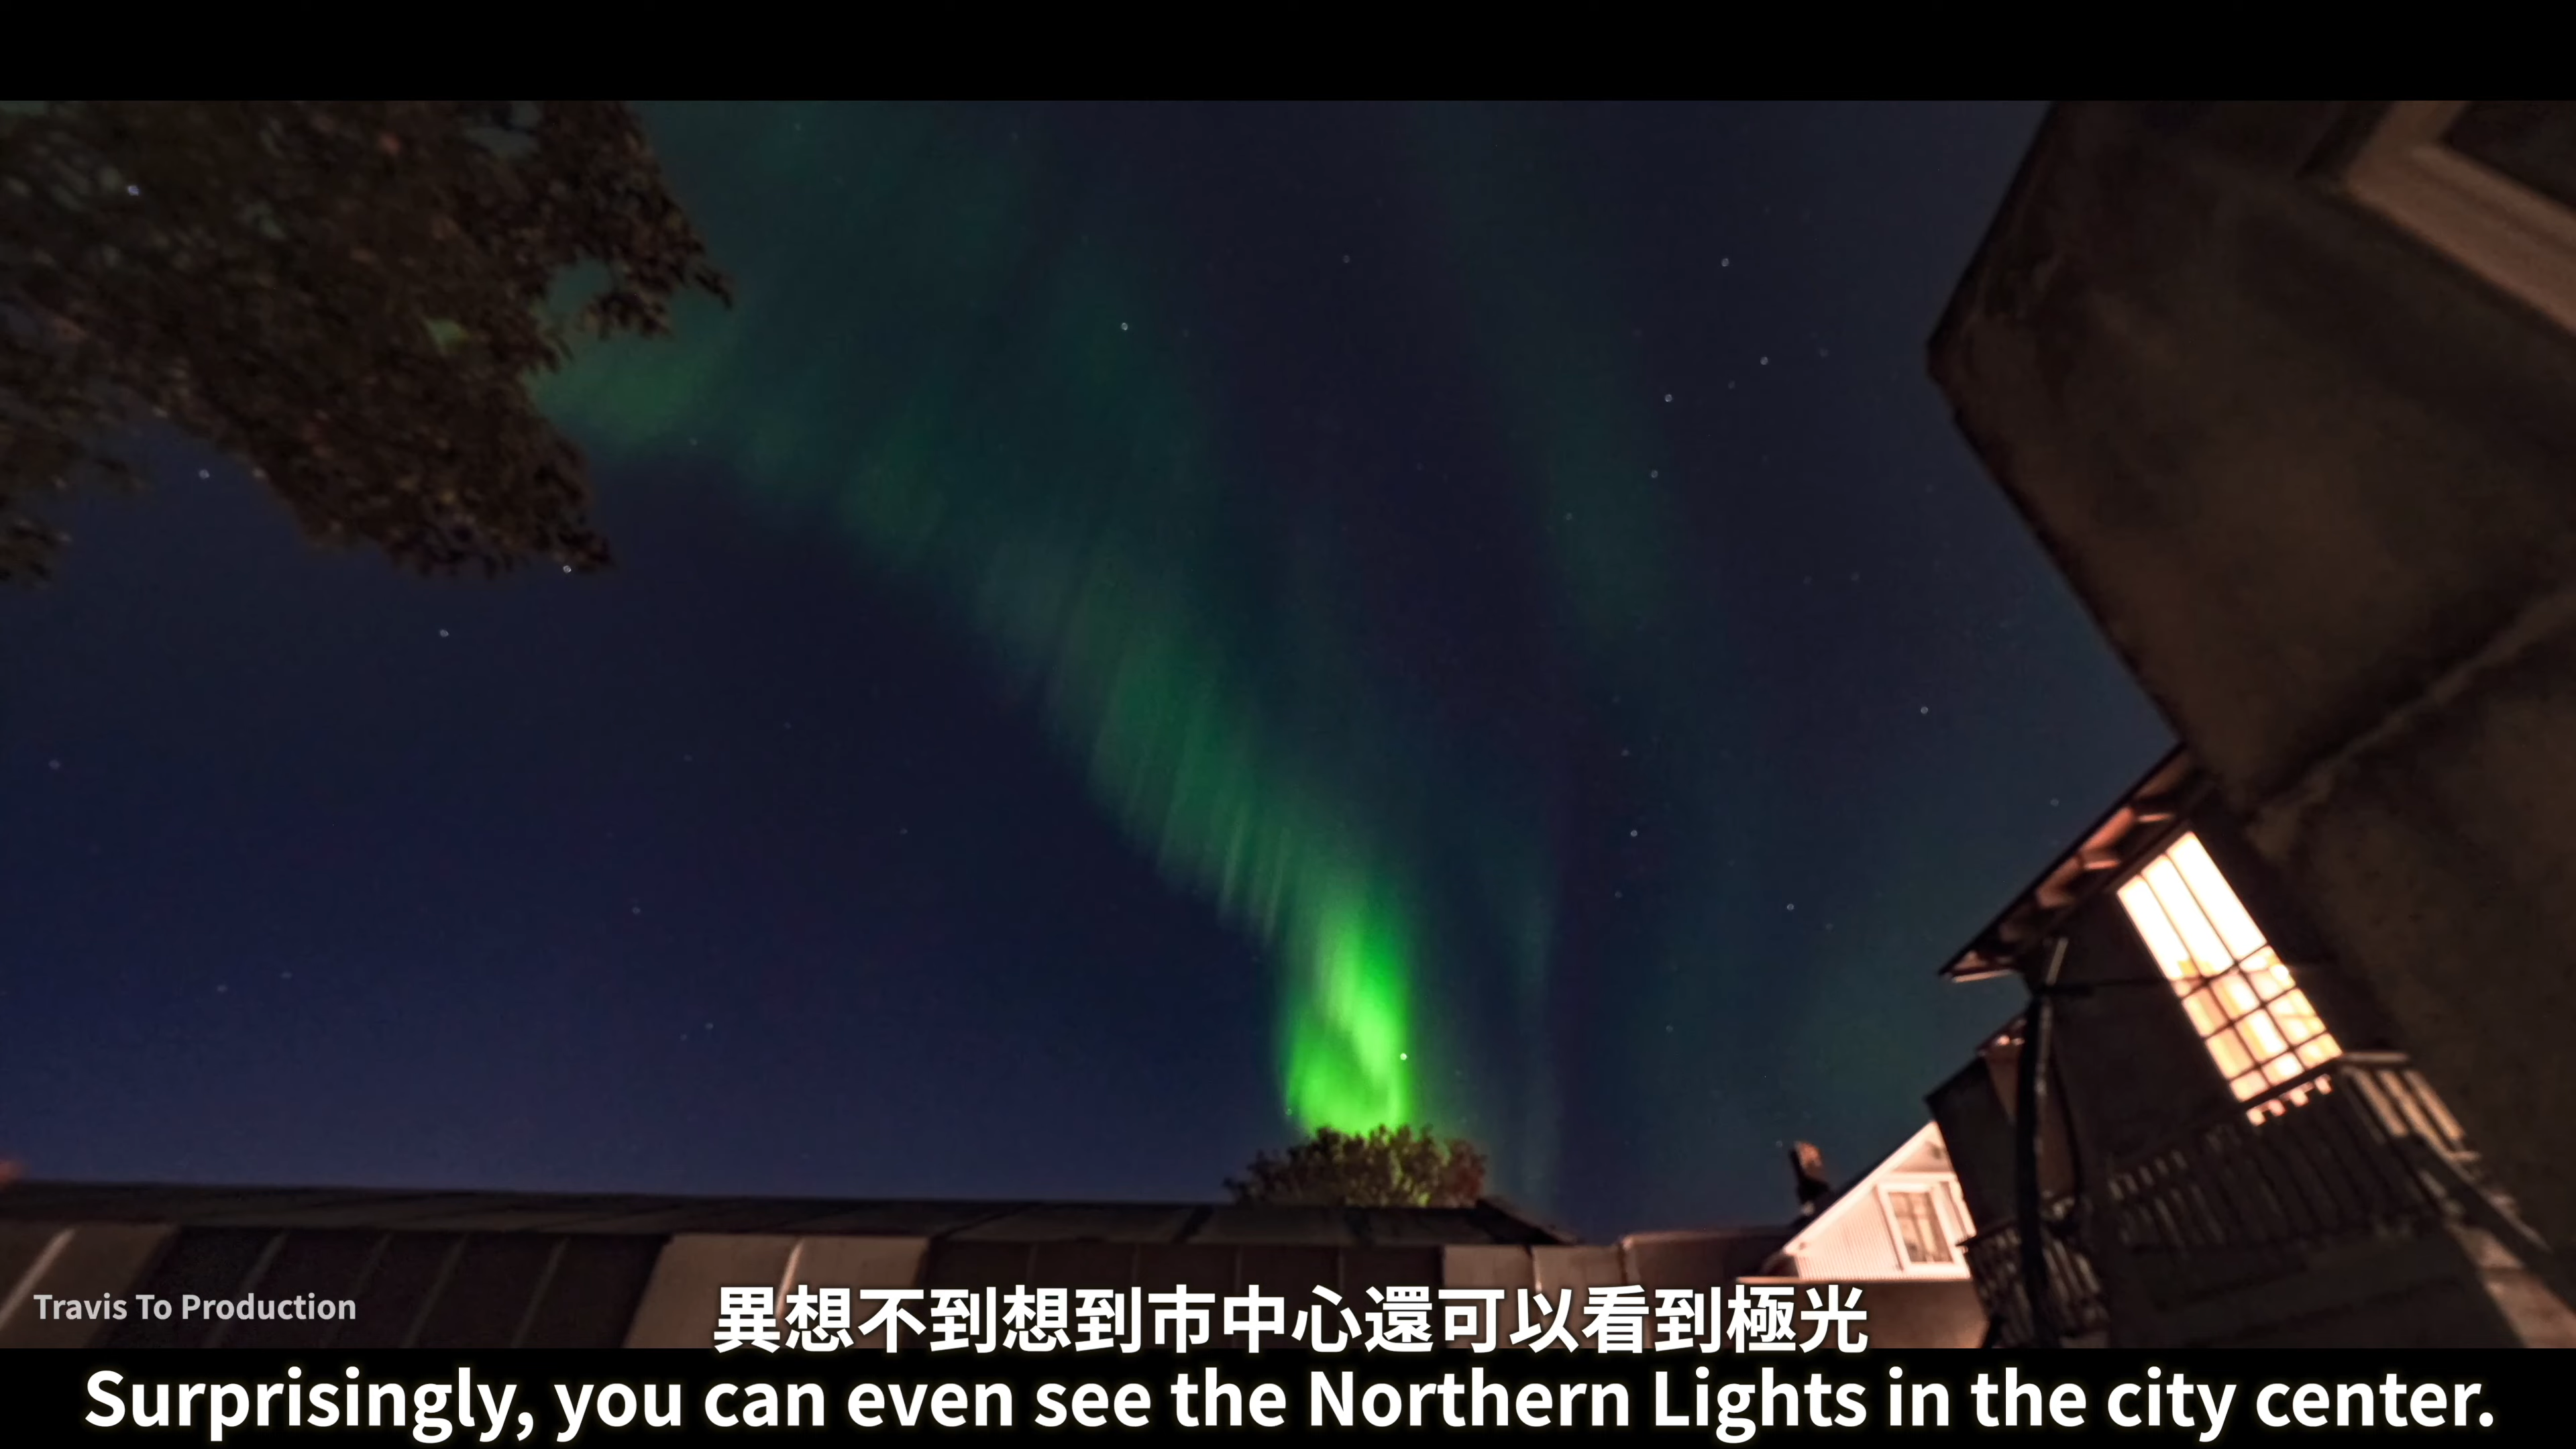 Travis To Production
異想不到想到市中心還可以看到極光
Surprisingly, you can even see the Northern Lights in the city center.